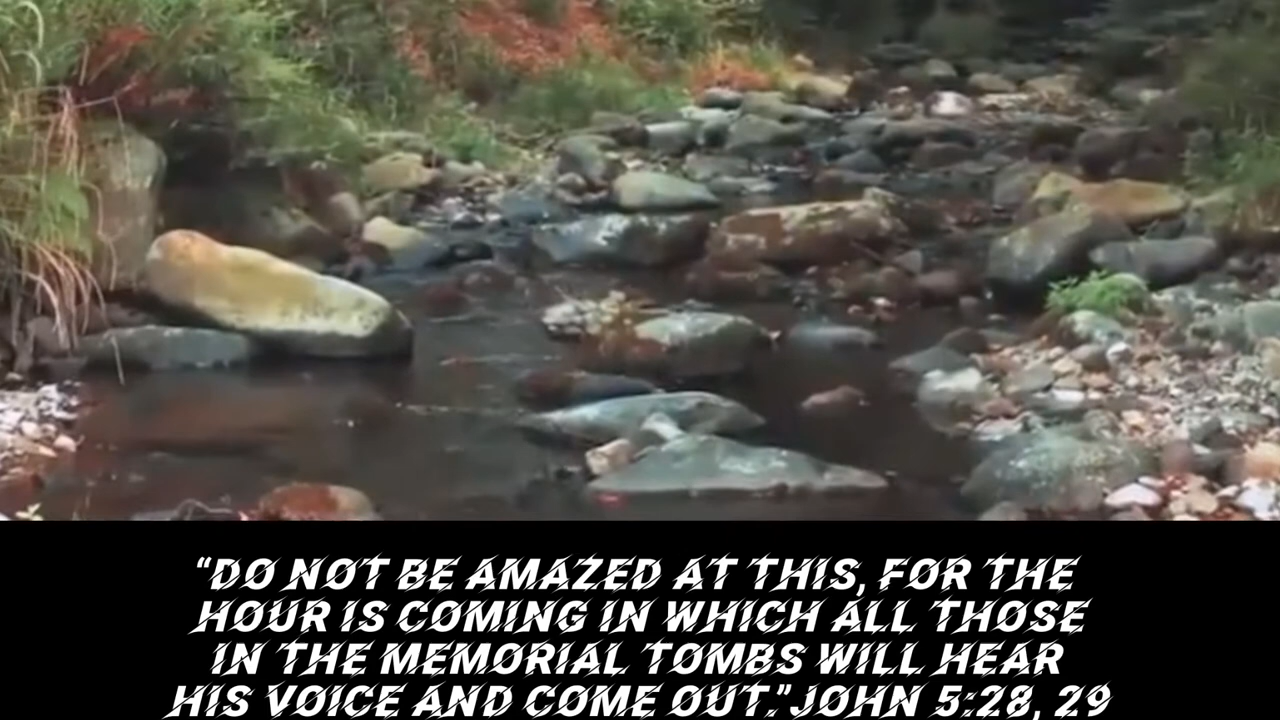 “DO NOT BE AMAZED AT THIS, FOR THE
HOUR IS COMING IN WHICH ALL THOSE
IN THE MEMORIAL TOMBS WILL HEAR
HIS VOICE AND COME OUT.”JOHN 5:28, 29